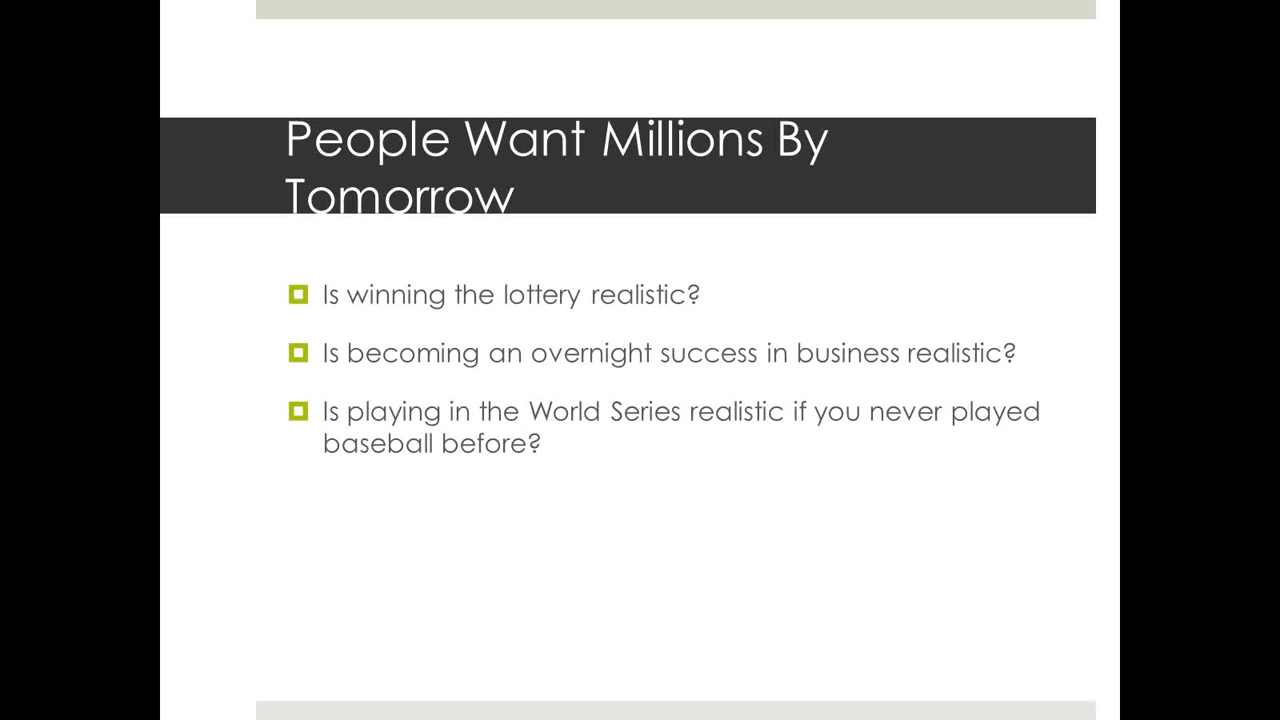 People Want Millions By
Tomorrow
Is winning the lottery realistic?
Is becoming an overnight success in business realistic?
Is playing in the World Series realistic if you never played
baseball before?